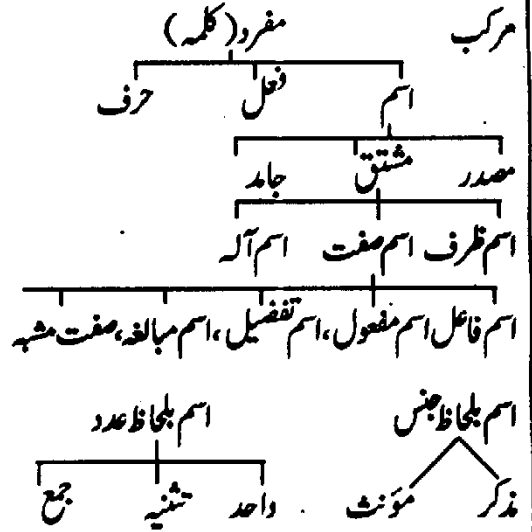 مرکب مفرد (کلمہ)
اسم فعل حرف
مصدر مشتق جامد
اسم ظرف اسم صفت اسم آلہ
اسم فاعل اسم مفعول، اسم تفضیل، اسم مبالغہ، صفت مشبہ
اسم بلحاظ جنس اسم بلحاظ عدد
مذکر مؤنث واحد تثنیہ جمع